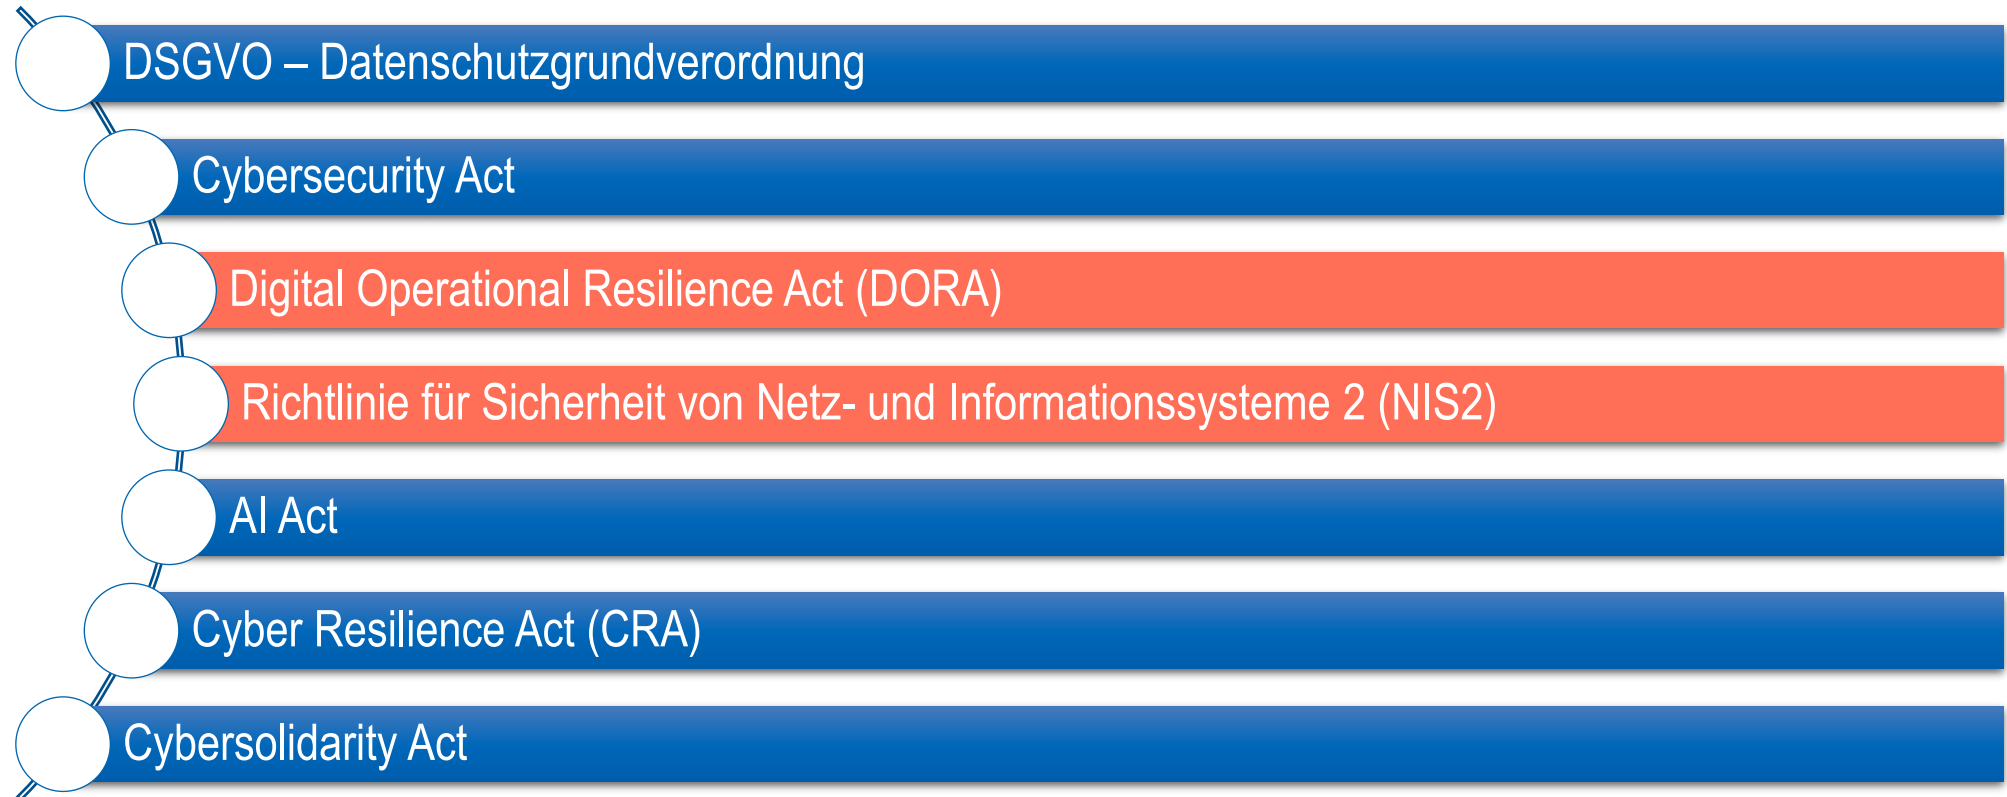 DSGVO – Datenschutzgrundverordnung
Cybersecurity Act
Digital Operational Resilience Act (DORA)
Richtlinie für Sicherheit von Netz- und Informationssysteme 2 (NIS2)
AI Act
Cyber Resilience Act (CRA)
Cybersolidarity Act